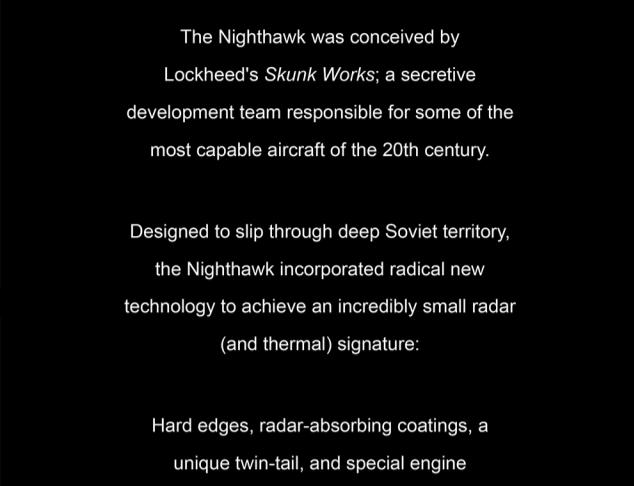 The Nighthawk was conceived by
Lockheed's Skunk Works; a secretive
development team responsible for some of the
most capable aircraft of the 20th century.
Designed to slip through deep Soviet territory,
the Nighthawk incorporated radical new
technology to achieve an incredibly small radar
(and thermal) signature:
Hard edges, radar-absorbing coatings, a
unique twin-tail, and special engine